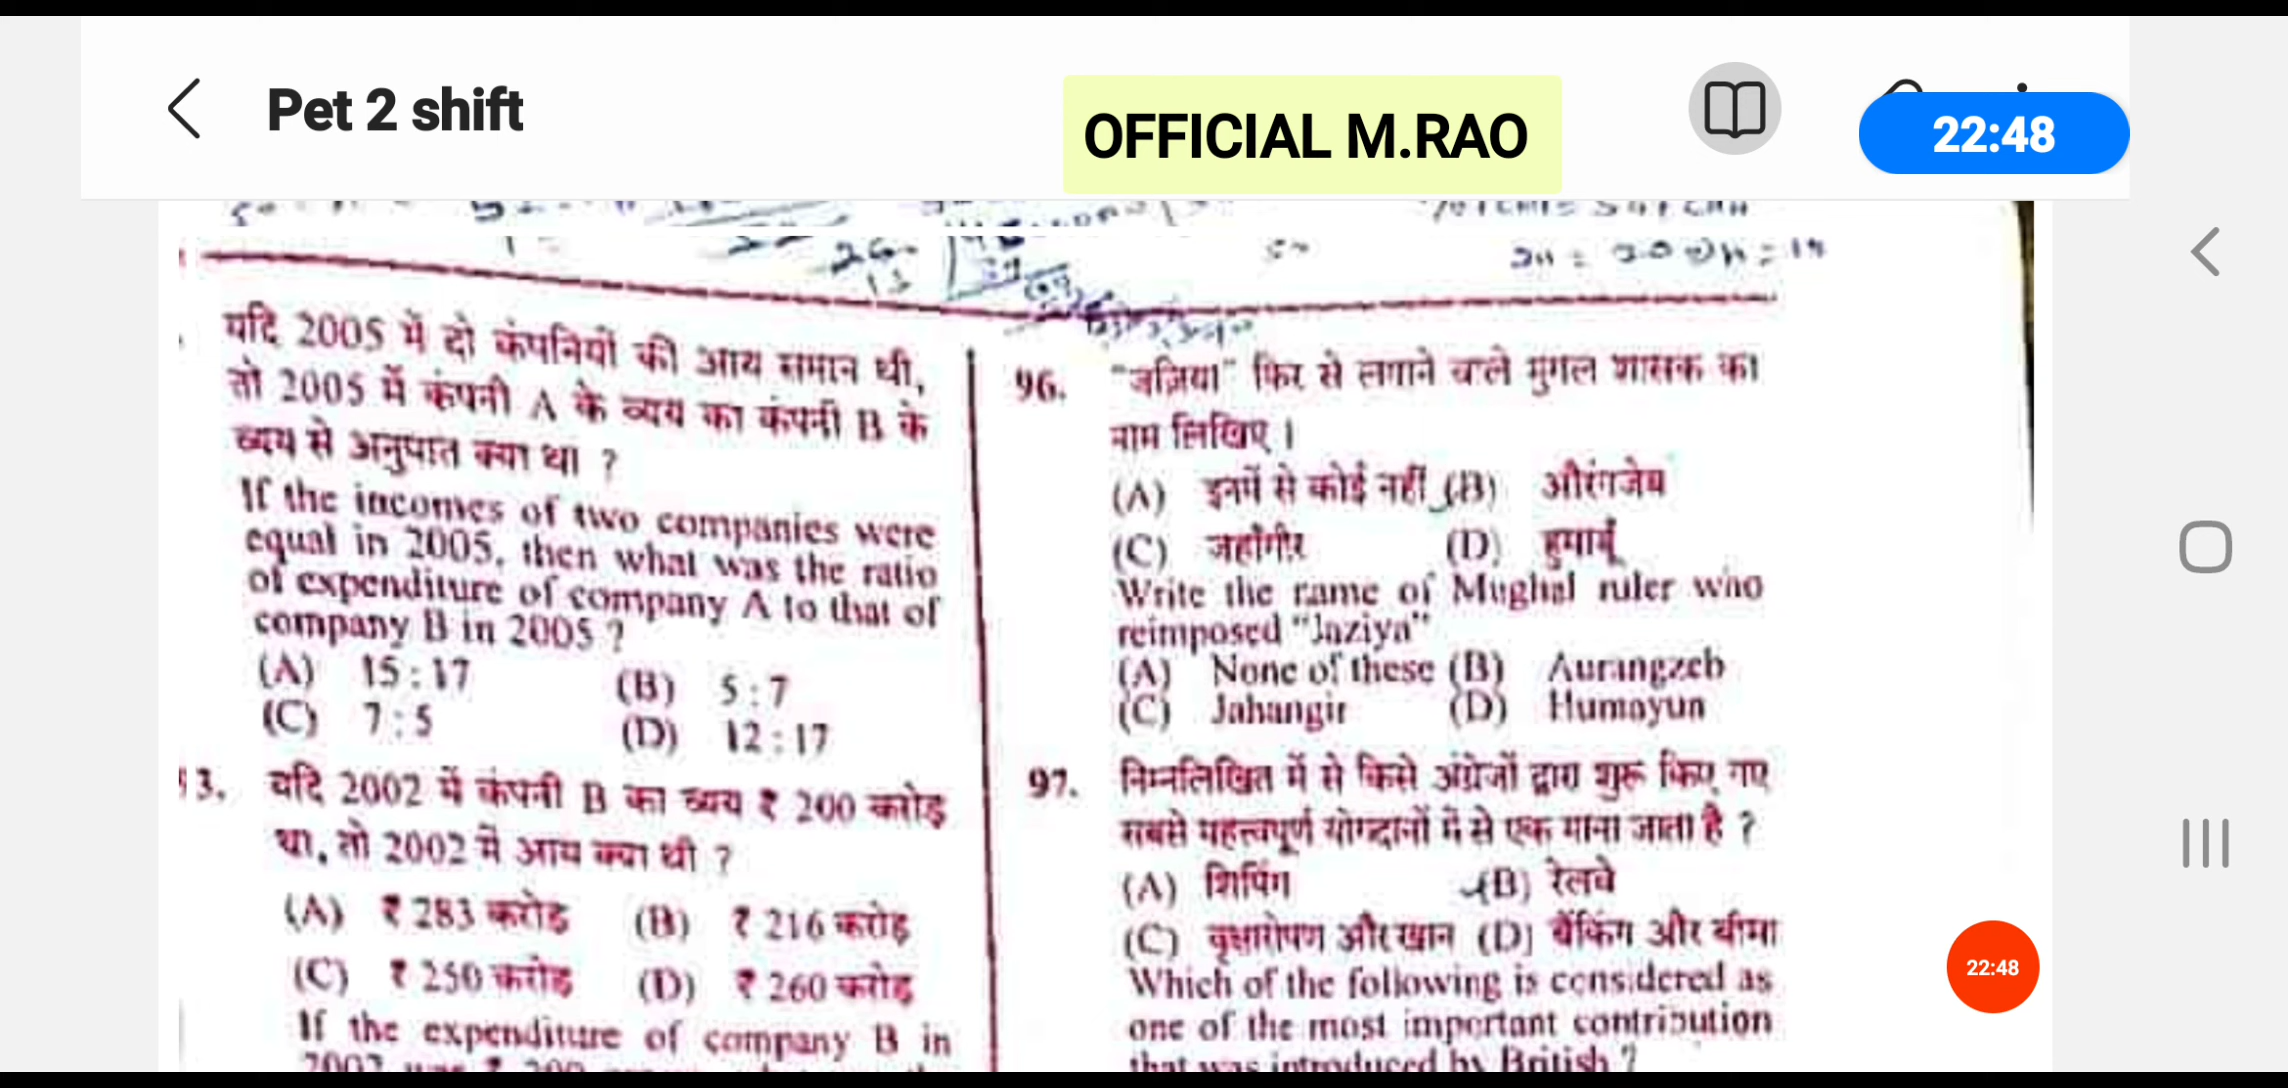 Pet 2 shift
OFFICIAL M.RAO
22:48
यदि 2005 में दो कंपनियों की आय समान थी,
तो 2005 में कंपनी A के व्यय का कंपनी B के
व्यय से अनुपात क्या था ?
If the incomes of two companies were
equal in 2005, then what was the ratio
of expenditure of company A to that of
company B in 2005 ?
(A) 15 : 17 (B) 5 : 7
(C) 7 : 5 (D) 12 : 17
3. यदि 2002 में कंपनी B का व्यय ₹ 200 करोड़
था, तो 2002 में आय क्या थी ?
(A) ₹ 283 करोड़ (B) ₹ 216 करोड़
(C) ₹ 250 करोड़ (D) ₹ 260 करोड़
If the expenditure of company B in
96. "जज़िया" फिर से लगाने वाले मुगल शासक का
नाम लिखिए ।
(A) इनमें से कोई नहीं (B) औरंगजेब
(C) जहाँगीर (D) हुमायूँ
Write the name of Mughal ruler who
reimposed "Jaziya"
(A) None of these (B) Aurangzeb
(C) Jahangir (D) Humayun
97. निम्नलिखित में से किसे अंग्रेजों द्वारा शुरू किए गए
सबसे महत्त्वपूर्ण योगदानों में से एक माना जाता है ?
(A) शिपिंग (B) रेलवे
(C) वृक्षारोपण और खान (D) बैंकिंग और बीमा
Which of the following is considered as
one of the most important contribution
that was introduced by British ?
22:48